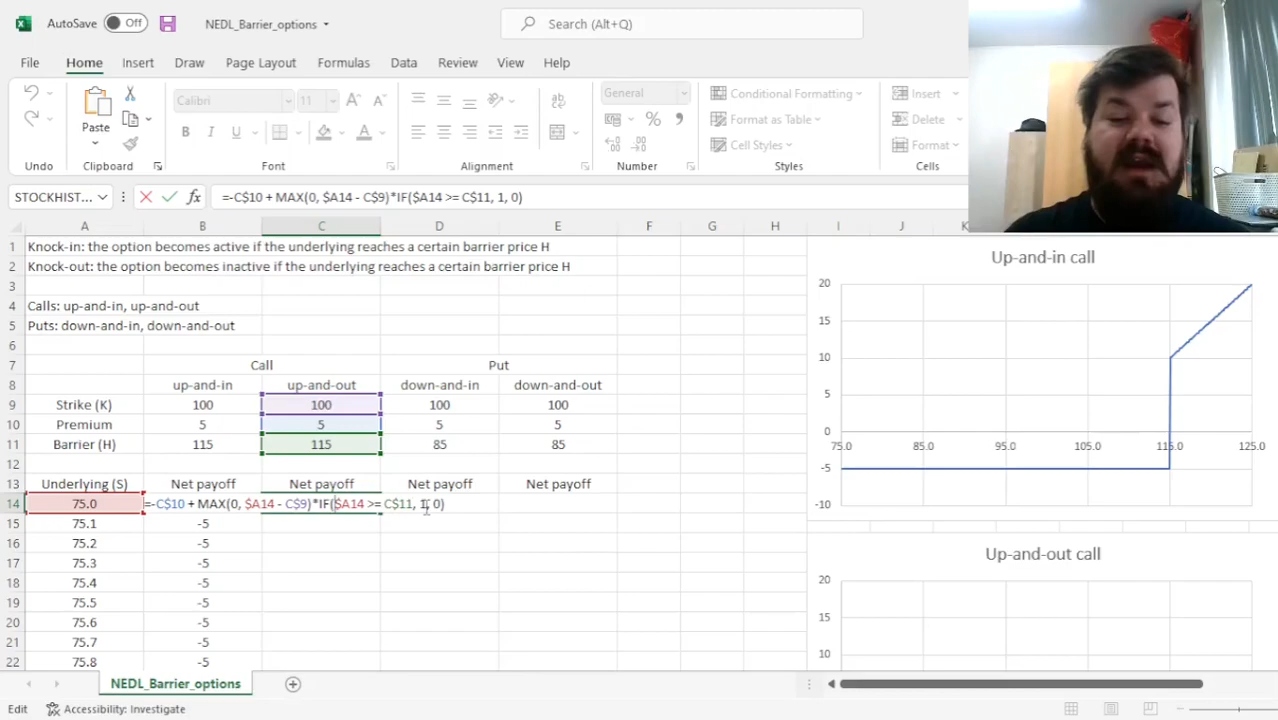 AutoSave Off NEDL_Barrier_options Search (Alt+Q)
File Home Insert Draw Page Layout Formulas Data Review View Help
Undo
Paste
Clipboard
Calibri 11
B I U
Font
Alignment
General
Number
Conditional Formatting
Format as Table
Cell Styles
Styles
Insert
Delete
Format
Cells
STOCKHIST... fx =-C$10 + MAX(0, $A14 - C$9)*IF($A14 >= C$11, 1, 0)
A B C D E F G H I J K
1 Knock-in: the option becomes active if the underlying reaches a certain barrier price H
2 Knock-out: the option becomes inactive if the underlying reaches a certain barrier price H
3
4 Calls: up-and-in, up-and-out
5 Puts: down-and-in, down-and-out
6
7 Call Put
8 up-and-in up-and-out down-and-in down-and-out
9 Strike (K) 100 100 100 100
10 Premium 5 5 5 5
11 Barrier (H) 115 115 85 85
12
13 Underlying (S) Net payoff Net payoff Net payoff Net payoff
14 75.0 =-C$10 + MAX(0, $A14 - C$9)*IF($A14 >= C$11, 1, 0)
15 75.1 -5
16 75.2 -5
17 75.3 -5
18 75.4 -5
19 75.5 -5
20 75.6 -5
21 75.7 -5
22 75.8 -5
Up-and-in call
20
15
10
5
0
75.0 85.0 95.0 105.0 115.0 125.0
-5
-10
Up-and-out call
20
15
10
NEDL_Barrier_options
Edit Accessibility: Investigate